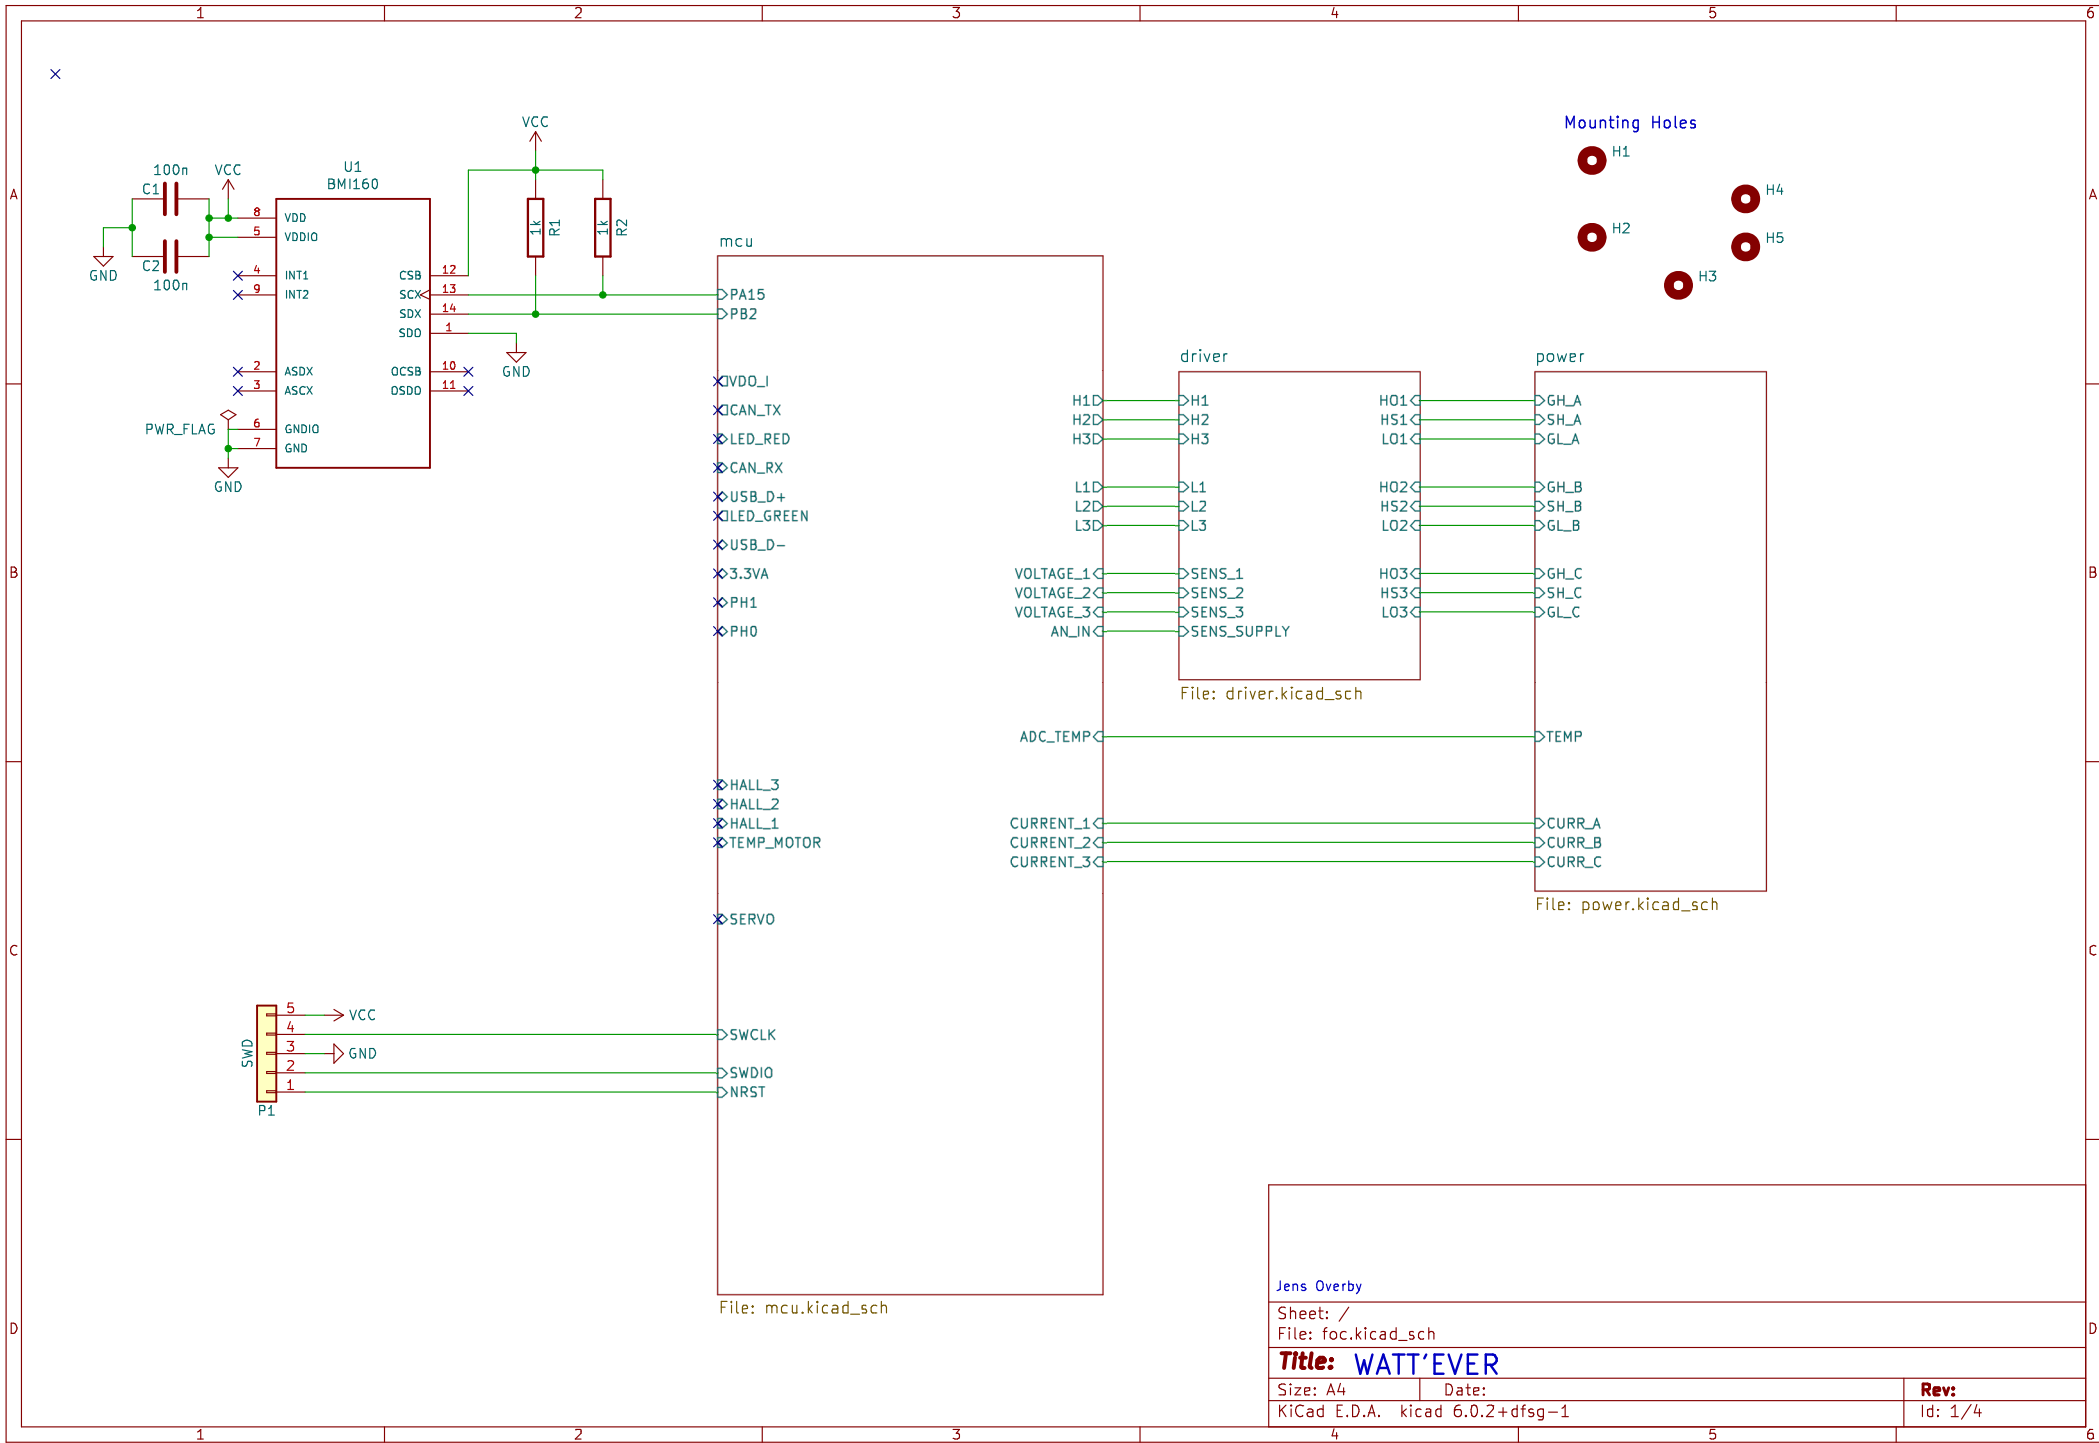 1 2 3 4 5 6
A A
B B
C C
D D
1 2 3 4 5 6
100n
C1
C2
100n
VCC
GND
U1
BMI160
8 VDD
5 VDDIO
4 INT1
9 INT2
2 ASDX
3 ASCX
6 GNDIO
7 GND
CSB 12
SCX 13
SDX 14
SDO 1
OCSB 10
OSDO 11
PWR_FLAG
GND
GND
VCC
1k R1
1k R2
mcu
PA15
PB2
VDO_I
CAN_TX
LED_RED
CAN_RX
USB_D+
LED_GREEN
USB_D-
3.3VA
PH1
PH0
HALL_3
HALL_2
HALL_1
TEMP_MOTOR
SERVO
SWCLK
SWDIO
NRST
H1
H2
H3
L1
L2
L3
VOLTAGE_1
VOLTAGE_2
VOLTAGE_3
AN_IN
ADC_TEMP
CURRENT_1
CURRENT_2
CURRENT_3
File: mcu.kicad_sch
driver
H1
H2
H3
L1
L2
L3
SENS_1
SENS_2
SENS_3
SENS_SUPPLY
HO1
HS1
LO1
HO2
HS2
LO2
HO3
HS3
LO3
File: driver.kicad_sch
power
GH_A
SH_A
GL_A
GH_B
SH_B
GL_B
GH_C
SH_C
GL_C
TEMP
CURR_A
CURR_B
CURR_C
File: power.kicad_sch
Mounting Holes
H1
H4
H2
H5
H3
SWD
5 VCC
4
3 GND
2
1
P1
Jens Overby
Sheet: /
File: foc.kicad_sch
Title: WATT'EVER
Size: A4 Date: Rev:
KiCad E.D.A. kicad 6.0.2+dfsg-1 Id: 1/4